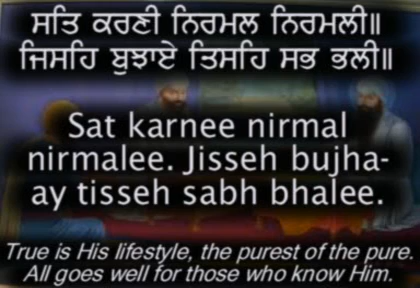 ਸਤਿ ਕਰਣੀ ਨਿਰਮਲ ਨਿਰਮਲੀ॥
ਜਿਸਹਿ ਬੁਝਾਏ ਤਿਸਹਿ ਸਭ ਭਲੀ॥
Sat karnee nirmal
nirmalee. Jisseh bujha-
ay tisseh sabh bhalee.
True is His lifestyle, the purest of the pure.
All goes well for those who know Him.